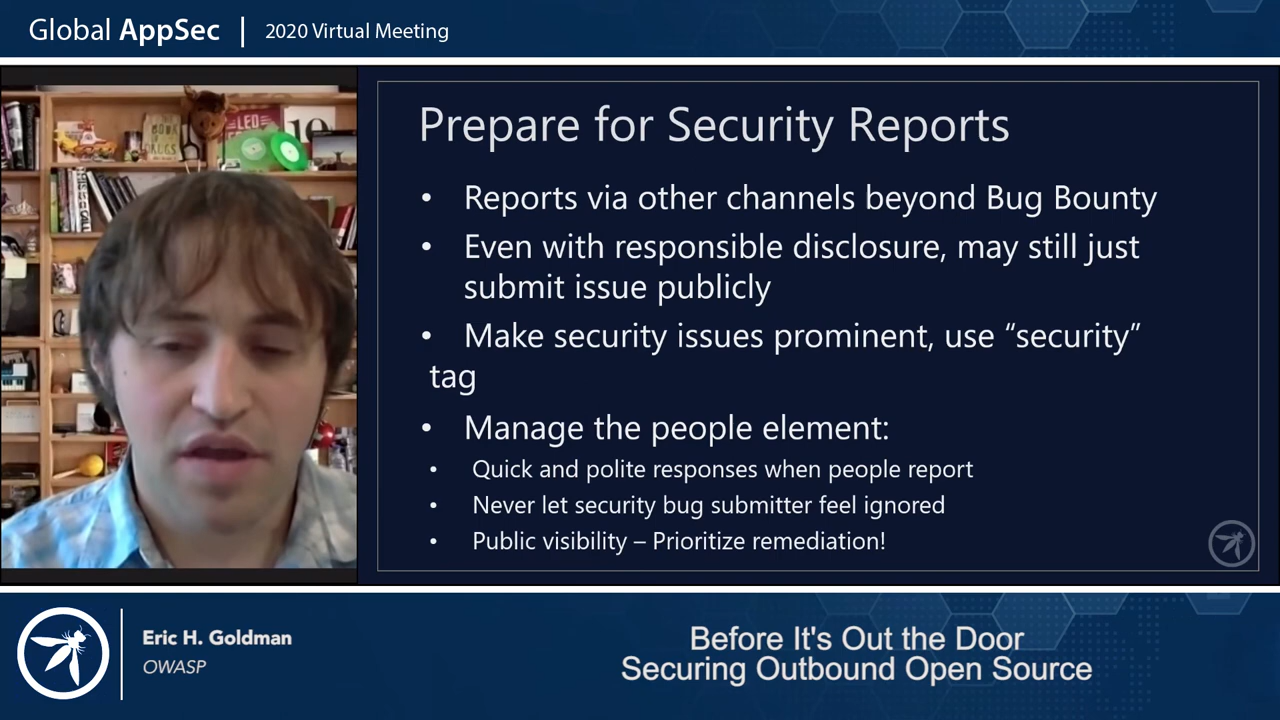 Global AppSec | 2020 Virtual Meeting
LED
Prepare for Security Reports
• Reports via other channels beyond Bug Bounty
• Even with responsible disclosure, may still just
submit issue publicly
• Make security issues prominent, use “security”
tag
• Manage the people element:
• Quick and polite responses when people report
• Never let security bug submitter feel ignored
• Public visibility – Prioritize remediation!
Eric H. Goldman
OWASP
Before It's Out the Door
Securing Outbound Open Source